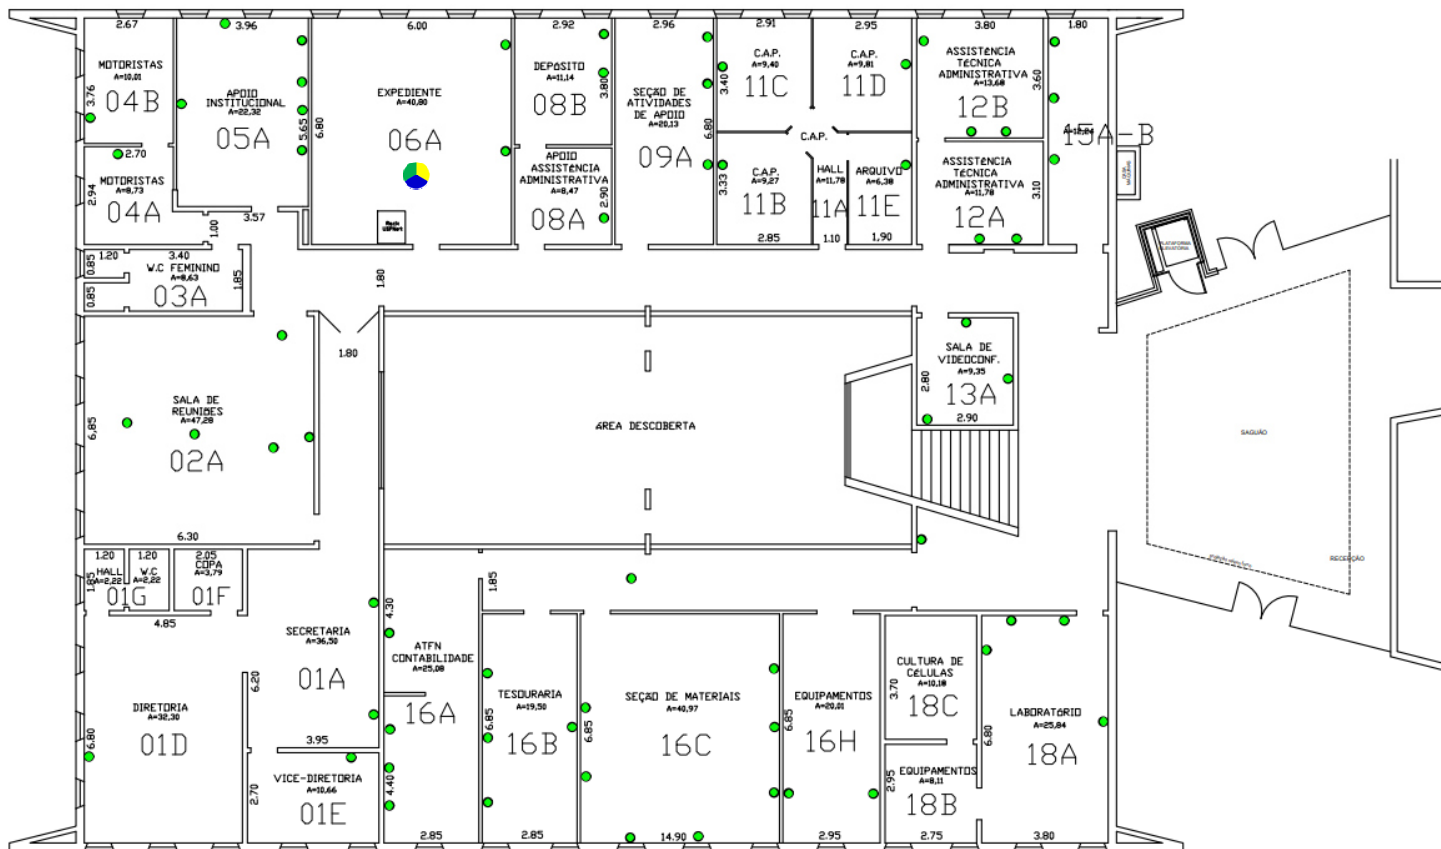 2.67
3.96
6.00
2.92
2.96
2.91
2.95
3.80
1.80
MOTORISTAS
A=10,01
04B
3.76
APOIO
INSTITUCIONAL
A=22,32
05A
5.65
EXPEDIENTE
A=40,80
06A
6.80
DEPóSITO
A=11,14
08B
3.80
SEÇÃO DE
ATIVIDADES
DE APOIO
A=20,13
09A
6.80
C.A.P.
A=9,40
11C
3.40
C.A.P.
A=9,81
11D
ASSISTêNCIA
TéCNICA
ADMINISTRATIVA
A=13,68
12B
3.60
15A-B
C.A.P.
2.70
MOTORISTAS
A=8,73
04A
2.94
3.57
1.00
APOIO
ASSISTêNCIA
ADMINISTRATIVA
A=8,47
08A
2.90
C.A.P.
A=9,27
11B
3.33
2.85
HALL
A=11,78
11A
1.10
ARQUIVO
A=6,38
11E
1,90
ASSISTêNCIA
TéCNICA
ADMINISTRATIVA
A=11,78
12A
3.10
PLATAFORMA
ELEVATÓRIA
1.20
3.40
0.85
0.85
W.C FEMININO
A=8,63
03A
1.85
1.80
1.80
SALA DE
REUNIõES
A=47,28
02A
6,85
6.30
ÁREA DESCOBERTA
SALA DE
VIDEOCONF.
A=9,35
13A
2.80
2.90
SAGUÃO
RECEPÇÃO
1.20
1.20
2.05
HALL
A=2,22
W.C
A=2,22
01G
1.85
COPA
A=3,79
01F
4.85
SECRETARIA
A=36,50
01A
6.20
3.95
4.30
1.85
ATFN
CONTABILIDADE
A=25,08
16A
4.40
2.85
TESOURARIA
A=19,50
16B
6.85
2.85
SEÇÃO DE MATERIAIS
A=40,97
16C
6.85
14.90
EQUIPAMENTOS
A=20,01
16H
6.85
2.95
CULTURA DE
CéLULAS
A=10,18
18C
3.70
LABORATóRIO
A=25,84
18A
6.80
3.80
DIRETORIA
A=32,30
01D
6.80
VICE-DIRETORIA
A=10,66
01E
2.70
EQUIPAMENTOS
A=8,11
18B
2.95
2.75